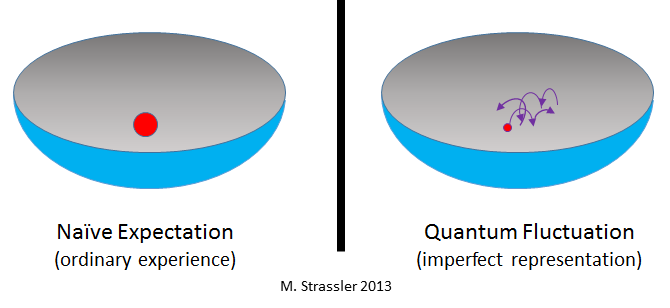 Naïve Expectation
(ordinary experience)
Quantum Fluctuation
(imperfect representation)
M. Strassler 2013